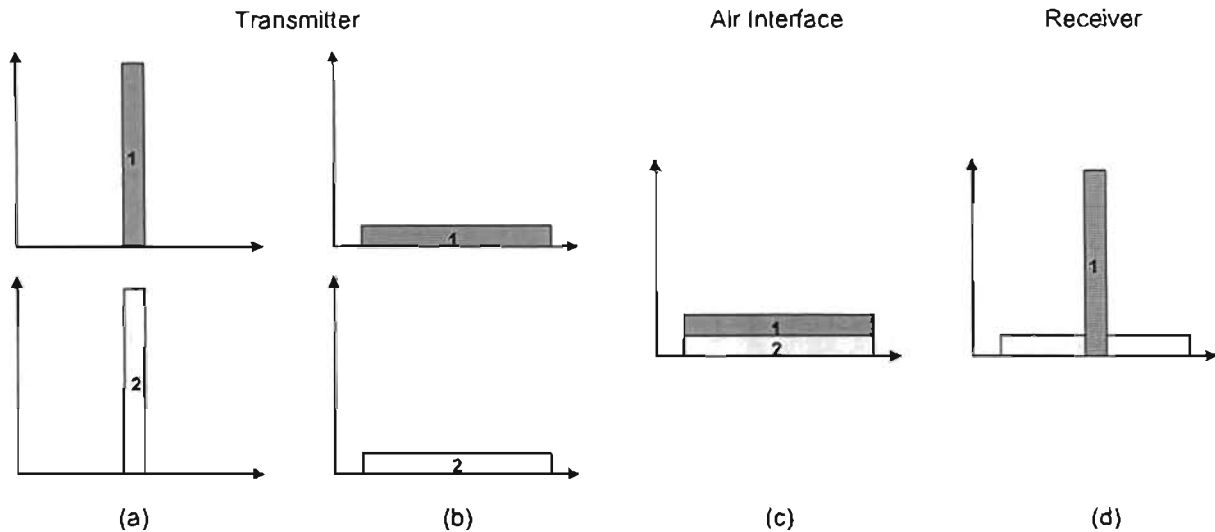 Transmitter
Air Interface
Receiver
1
1
2
2
1
2
1
(a)
(b)
(c)
(d)